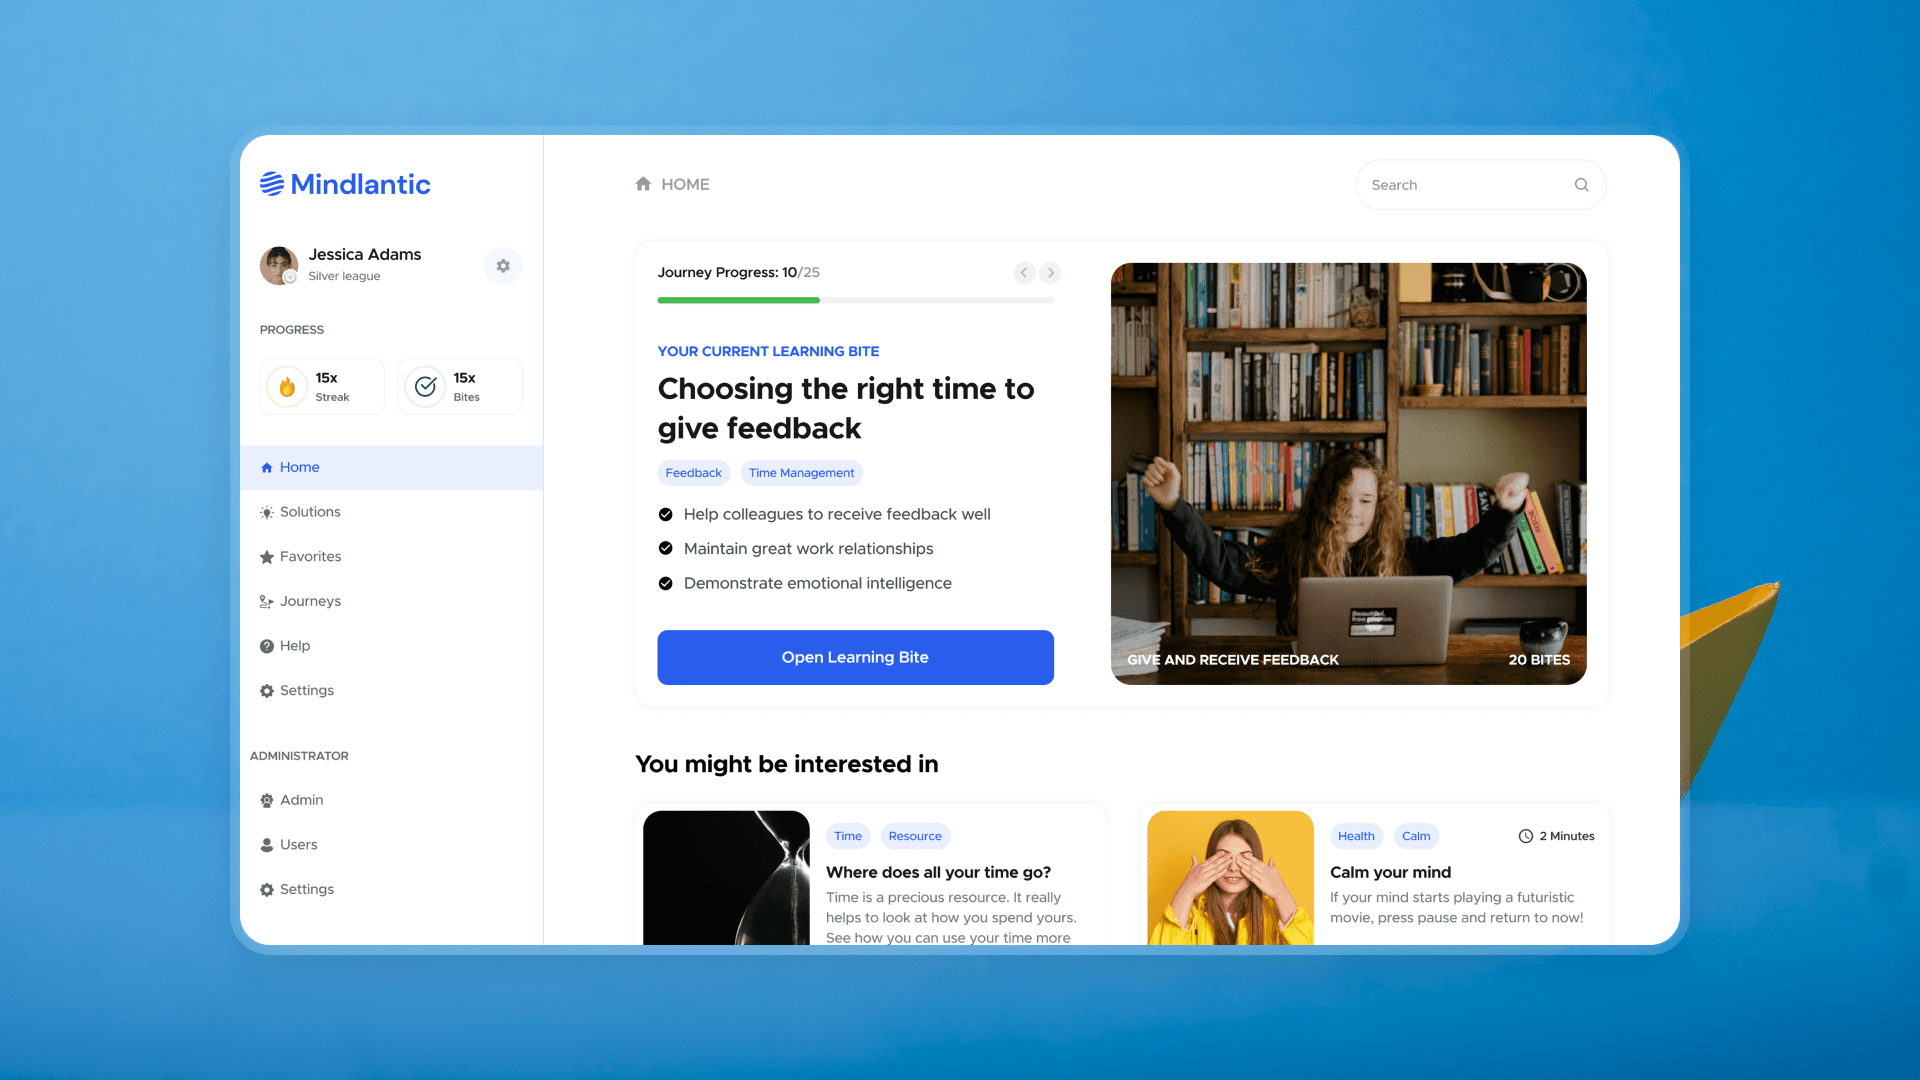 Mindlantic
Jessica Adams
Silver league
PROGRESS
15x
Streak
15x
Bites
Home
Solutions
Favorites
Journeys
Help
Settings
ADMINISTRATOR
Admin
Users
Settings
HOME
Search
Journey Progress: 10/25
YOUR CURRENT LEARNING BITE
Choosing the right time to
give feedback
Feedback
Time Management
Help colleagues to receive feedback well
Maintain great work relationships
Demonstrate emotional intelligence
Open Learning Bite
Beautiful,
free photos.
GIVE AND RECEIVE FEEDBACK
20 BITES
You might be interested in
Time
Resource
Where does all your time go?
Time is a precious resource. It really
helps to look at how you spend yours.
See how you can use your time more
Health
Calm
2 Minutes
Calm your mind
If your mind starts playing a futuristic
movie, press pause and return to now!